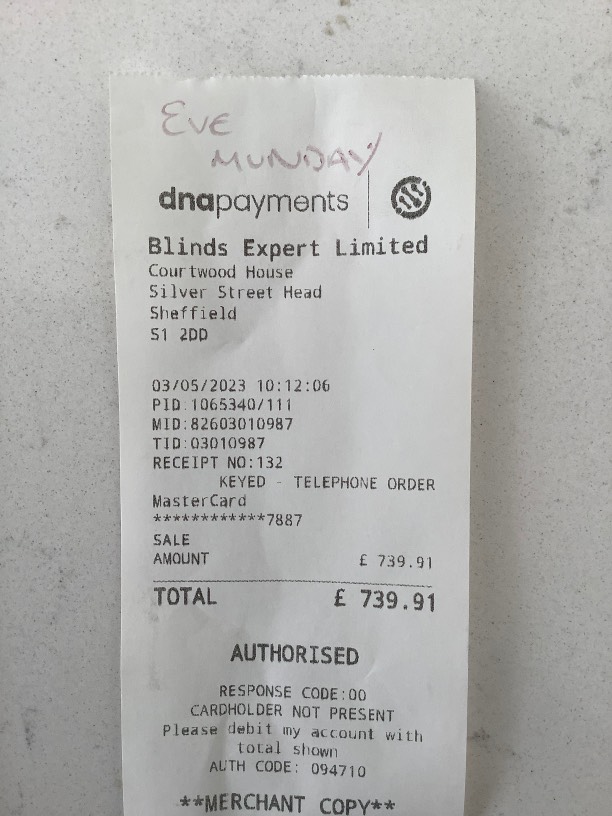 EVE
MUNDAY
dnapayments
Blinds Expert Limited
Courtwood House
Silver Street Head
Sheffield
S1 2DD
03/05/2023 10:12:06
PID:1065340/111
MID:82603010987
TID:03010987
RECEIPT NO:132
KEYED - TELEPHONE ORDER
MasterCard
************7887
SALE
AMOUNT £ 739.91
TOTAL £ 739.91
AUTHORISED
RESPONSE CODE:00
CARDHOLDER NOT PRESENT
Please debit my account with
total shown
AUTH CODE: 094710
**MERCHANT COPY**